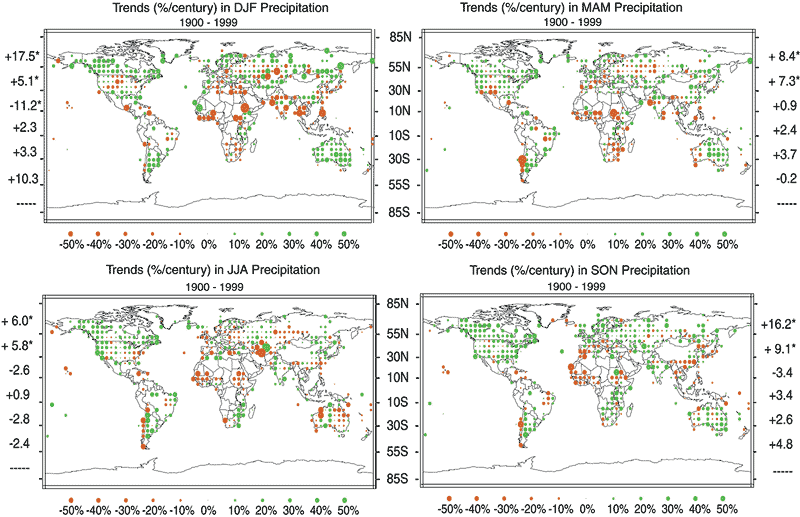 Trends (%/century) in DJF Precipitation
1900 - 1999
+17.5*
+5.1*
-11.2*
+2.3
+3.3
+10.3
-----
-50% -40% -30% -20% -10% 0% 10% 20% 30% 40% 50%
Trends (%/century) in MAM Precipitation
1900 - 1999
85N
55N
30N
10N
10S
30S
55S
85S
+ 8.4*
+7.3*
+0.9
+2.4
+3.7
-0.2
-----
-50% -40% -30% -20% -10% 0% 10% 20% 30% 40% 50%
Trends (%/century) in JJA Precipitation
1900 - 1999
+ 6.0*
+ 5.8*
-2.6
+0.9
-2.8
-2.4
-----
-50% -40% -30% -20% -10% 0% 10% 20% 30% 40% 50%
Trends (%/century) in SON Precipitation
1900 - 1999
85N
55N
30N
10N
10S
30S
55S
85S
+16.2*
+ 9.1*
-3.4
+3.4
+2.6
+4.8
-----
-50% -40% -30% -20% -10% 0% 10% 20% 30% 40% 50%